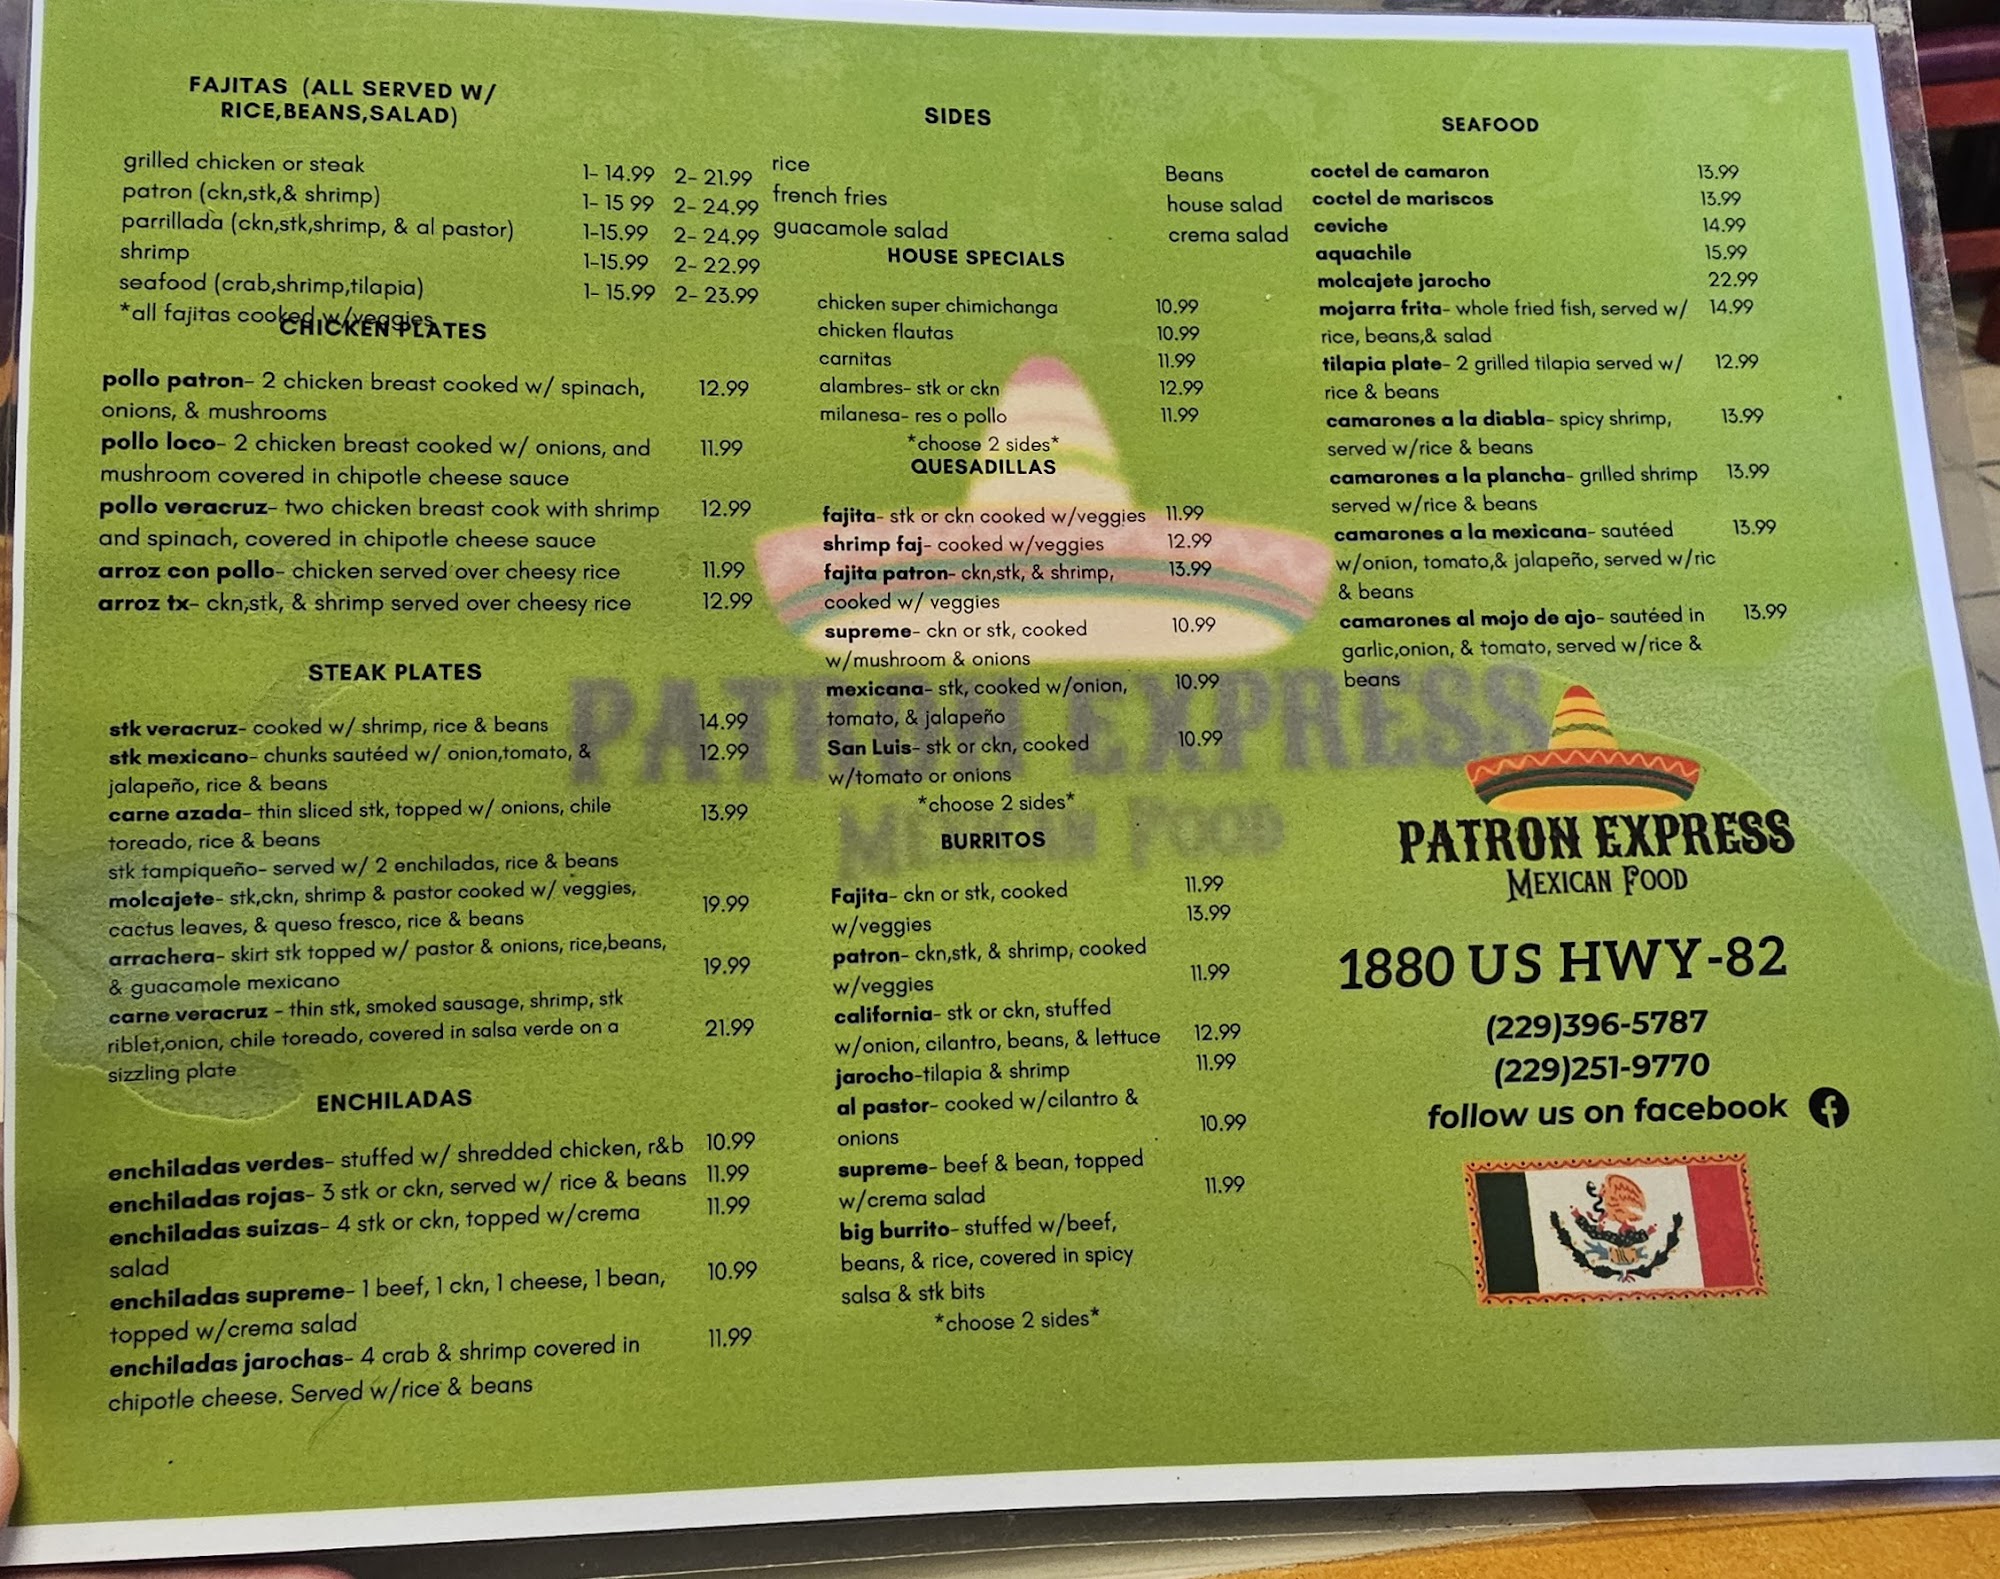 FAJITAS (ALL SERVED W/
RICE,BEANS,SALAD)
grilled chicken or steak 1- 14.99 2- 21.99
patron (ckn,stk,& shrimp) 1- 15 99 2- 24.99
parrillada (ckn,stk,shrimp, & al pastor) 1-15.99 2- 24.99
shrimp 1-15.99 2- 22.99
seafood (crab,shrimp,tilapia) 1- 15.99 2- 23.99
*all fajitas cooked w/veggies
CHICKEN PLATES
pollo patron- 2 chicken breast cooked w/ spinach, 12.99
onions, & mushrooms
pollo loco- 2 chicken breast cooked w/ onions, and 11.99
mushroom covered in chipotle cheese sauce
pollo veracruz- two chicken breast cook with shrimp 12.99
and spinach, covered in chipotle cheese sauce
arroz con pollo- chicken served over cheesy rice 11.99
arroz tx- ckn,stk, & shrimp served over cheesy rice 12.99
STEAK PLATES
stk veracruz- cooked w/ shrimp, rice & beans 14.99
stk mexicano- chunks sautéed w/ onion,tomato, & 12.99
jalapeño, rice & beans
carne azada- thin sliced stk, topped w/ onions, chile 13.99
toreado, rice & beans
stk tampiqueño- served w/ 2 enchiladas, rice & beans
molcajete- stk,ckn, shrimp & pastor cooked w/ veggies, 19.99
cactus leaves, & queso fresco, rice & beans
arrachera- skirt stk topped w/ pastor & onions, rice,beans, 19.99
& guacamole mexicano
carne veracruz - thin stk, smoked sausage, shrimp, stk
riblet,onion, chile toreado, covered in salsa verde on a 21.99
sizzling plate
ENCHILADAS
enchiladas verdes- stuffed w/ shredded chicken, r&b 10.99
enchiladas rojas- 3 stk or ckn, served w/ rice & beans 11.99
enchiladas suizas- 4 stk or ckn, topped w/crema 11.99
salad
enchiladas supreme- 1 beef, 1 ckn, 1 cheese, 1 bean, 10.99
topped w/crema salad
enchiladas jarochas- 4 crab & shrimp covered in 11.99
chipotle cheese. Served w/rice & beans
SIDES
rice Beans
french fries house salad
guacamole salad crema salad
HOUSE SPECIALS
chicken super chimichanga 10.99
chicken flautas 10.99
carnitas 11.99
alambres- stk or ckn 12.99
milanesa- res o pollo 11.99
*choose 2 sides*
QUESADILLAS
fajita- stk or ckn cooked w/veggies 11.99
shrimp faj- cooked w/veggies 12.99
fajita patron- ckn,stk, & shrimp, 13.99
cooked w/ veggies
supreme- ckn or stk, cooked 10.99
w/mushroom & onions
mexicana- stk, cooked w/onion, 10.99
tomato, & jalapeño
San Luis- stk or ckn, cooked 10.99
w/tomato or onions
*choose 2 sides*
BURRITOS
Fajita- ckn or stk, cooked 11.99
w/veggies 13.99
patron- ckn,stk, & shrimp, cooked
w/veggies 11.99
california- stk or ckn, stuffed
w/onion, cilantro, beans, & lettuce 12.99
jarocho-tilapia & shrimp 11.99
al pastor- cooked w/cilantro &
onions 10.99
supreme- beef & bean, topped
w/crema salad 11.99
big burrito- stuffed w/beef,
beans, & rice, covered in spicy
salsa & stk bits
*choose 2 sides*
SEAFOOD
coctel de camaron 13.99
coctel de mariscos 13.99
ceviche 14.99
aquachile 15.99
molcajete jarocho 22.99
mojarra frita- whole fried fish, served w/ 14.99
rice, beans,& salad
tilapia plate- 2 grilled tilapia served w/ 12.99
rice & beans
camarones a la diabla- spicy shrimp, 13.99
served w/rice & beans
camarones a la plancha- grilled shrimp 13.99
served w/rice & beans
camarones a la mexicana- sautéed 13.99
w/onion, tomato,& jalapeño, served w/ric
& beans
camarones al mojo de ajo- sautéed in 13.99
garlic,onion, & tomato, served w/rice &
beans
PATRON EXPRESS
MEXICAN FOOD
PATRON EXPRESS
MEXICAN FOOD
1880 US HWY-82
(229)396-5787
(229)251-9770
follow us on facebook